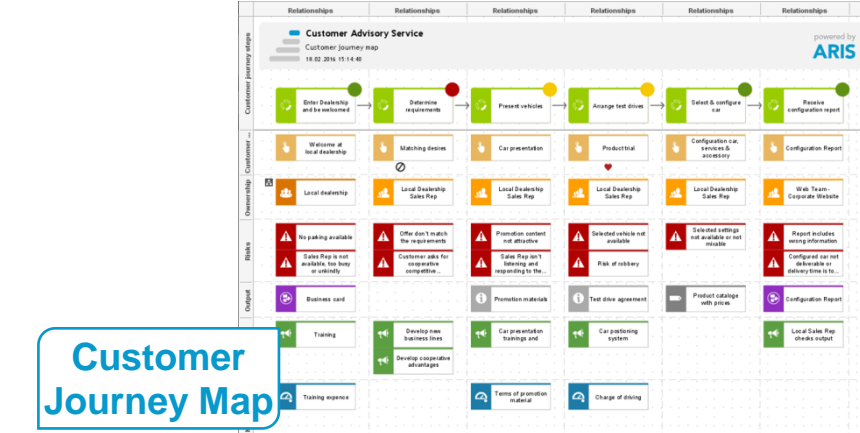 Relationships Relationships Relationships Relationships Relationships Relationships
Customer journey steps
Customer Advisory Service
Customer journey map
18.02.2016 15:14:40
powered by
ARIS
Enter Dealership
and be welcomed
Determine
requirements
Present vehicles
Arrange test drives
Select & configure
car
Receive
configuration report
Customer ...
Welcome at
local dealership
Matching desires
Car presentation
Product trial
Configuration car,
services &
accessory
Configuration Report
Ownership
Local dealership
Local Dealership
Sales Rep
Local Dealership
Sales Rep
Local Dealership
Sales Rep
Local Dealership
Sales Rep
Web Team -
Corporate Website
Risks
No parking available
Offer don't match
the requirements
Promotion content
not attractive
Selected vehicle not
available
Selected settings
not available or not
mixable
Report includes
wrong information
Sales Rep is not
available, too busy
or unkindly
Customer asks for
cooperative
competitive...
Sales Rep isn't
listening and
responding to the...
Risk of robbery
Configured car not
deliverable or
delivery time is to...
Output
Business card
Promotion materials
Test drive agreement
Product cataloge
with prices
Configuration Report
Training
Develop new
business lines
Car presentation
trainings and
Car postioning
system
Local Sales Rep
checks output
Develop cooperative
advantages
Training expence
Terms of promotion
material
Charge of driving
Customer
Journey Map